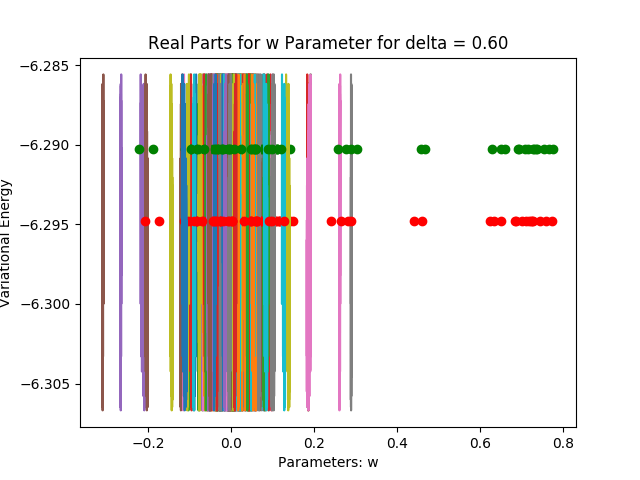 Real Parts for w Parameter for delta = 0.60
Variational Energy
−6.285
−6.290
−6.295
−6.300
−6.305
−0.2 0.0 0.2 0.4 0.6 0.8
Parameters: w